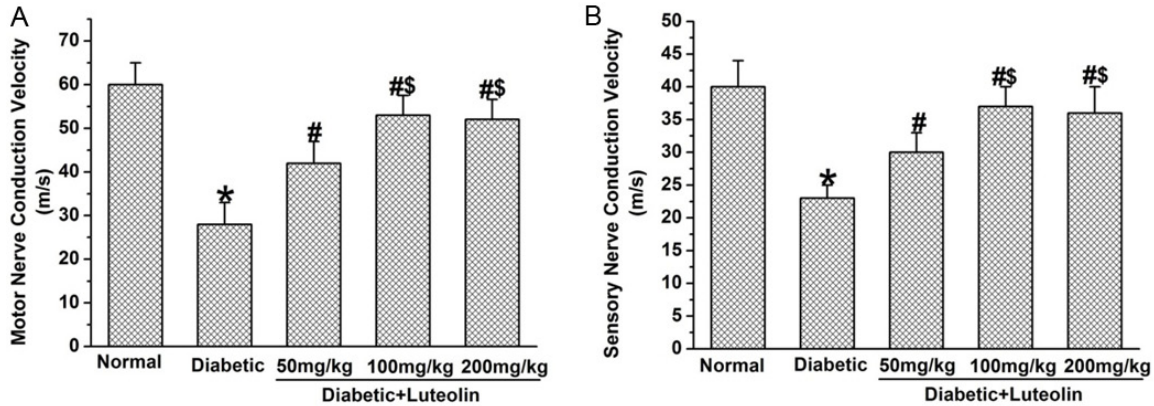 A
Motor Nerve Conduction Velocity
(m/s)
70
60
50
40
30
20
10
0
*
#
#$
#$
Normal
Diabetic
50mg/kg
100mg/kg
200mg/kg
Diabetic+Luteolin
B
Sensory Nerve Conduction Velocity
(m/s)
50
45
40
35
30
25
20
15
10
5
0
*
#
#$
#$
Normal
Diabetic
50mg/kg
100mg/kg
200mg/kg
Diabetic+Luteolin